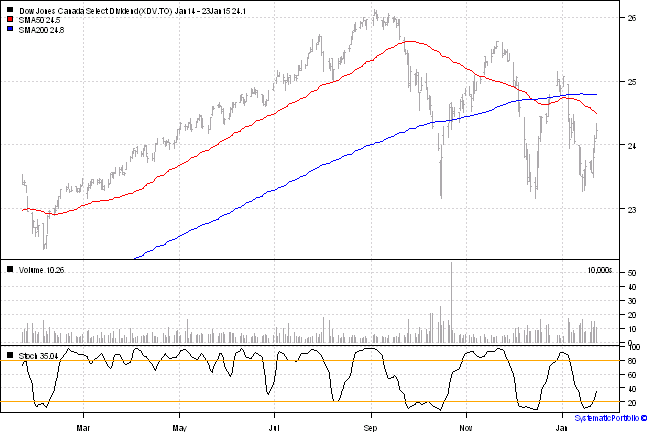 Dow Jones Canada Select Dividend(XDV.TO) Jan14 - 23Jan15 24.1
SMA50 24.5
SMA200 24.8
26
25
24
23
Volume 10.26
10,000s
50
40
30
20
10
0
Stoch 35.04
100
80
60
40
20
Mar
May
Jul
Sep
Nov
Jan
SystematicPortfolio ©